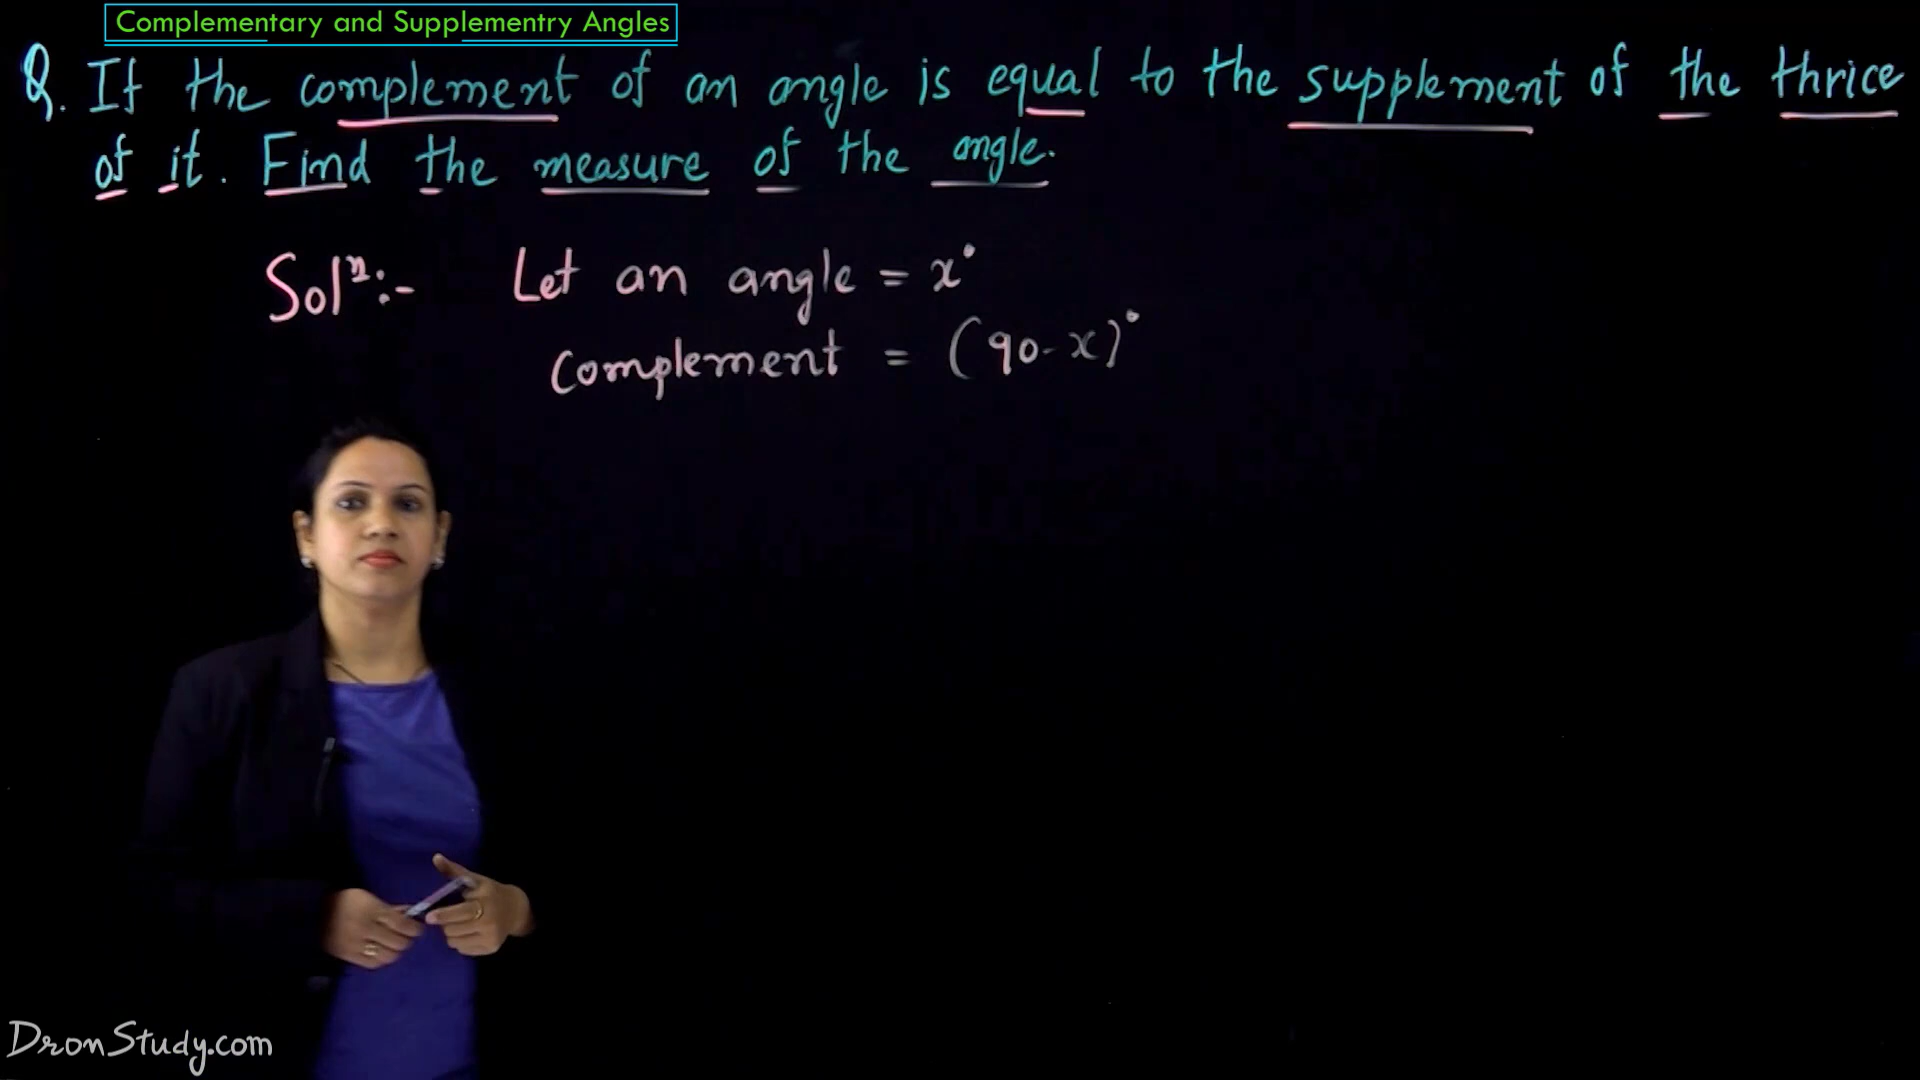 Complementary and Supplementry Angles
Q. If the complement of an angle is equal to the supplement of the thrice
of it. Find the measure of the angle.
Solⁿ:- Let an angle = x°
Complement = (90-x)°
DronStudy.com